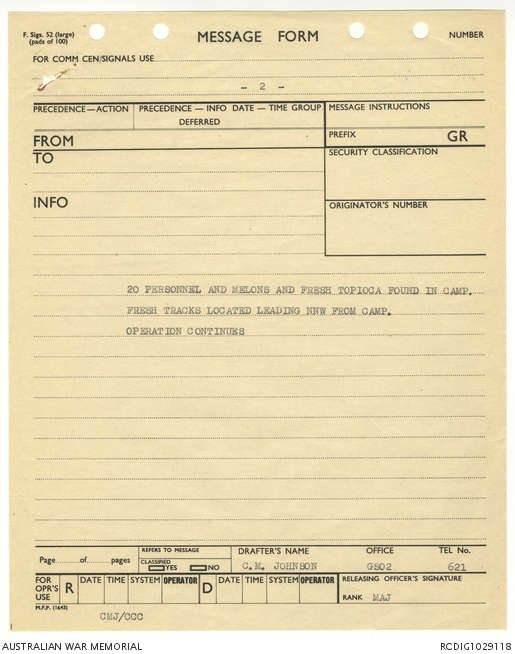 F. Sigs. 52 (large)
(pads of 100)
MESSAGE FORM
NUMBER
FOR COMM CEN/SIGNALS USE
- 2 -
PRECEDENCE—ACTION
PRECEDENCE — INFO DATE — TIME GROUP
DEFERRED
MESSAGE INSTRUCTIONS
FROM
PREFIX GR
TO
SECURITY CLASSIFICATION
INFO
ORIGINATOR'S NUMBER
20 PERSONNEL AND MELONS AND FRESH TOPIOCA FOUND IN CAMP.
FRESH TRACKS LOCATED LEADING NNW FROM CAMP.
OPERATION CONTINUES
Page of pages
REFERS TO MESSAGE
CLASSIFIED
YES NO
DRAFTER'S NAME
C.M. JOHNSON
OFFICE
GSO2
TEL No.
621
FOR OPR'S USE
R DATE TIME SYSTEM OPERATOR
D DATE TIME SYSTEM OPERATOR
RELEASING OFFICER'S SIGNATURE
RANK MAJ
M.F.P. (1643)
CMJ/CCC
AUSTRALIAN WAR MEMORIAL
RCDIG1029118